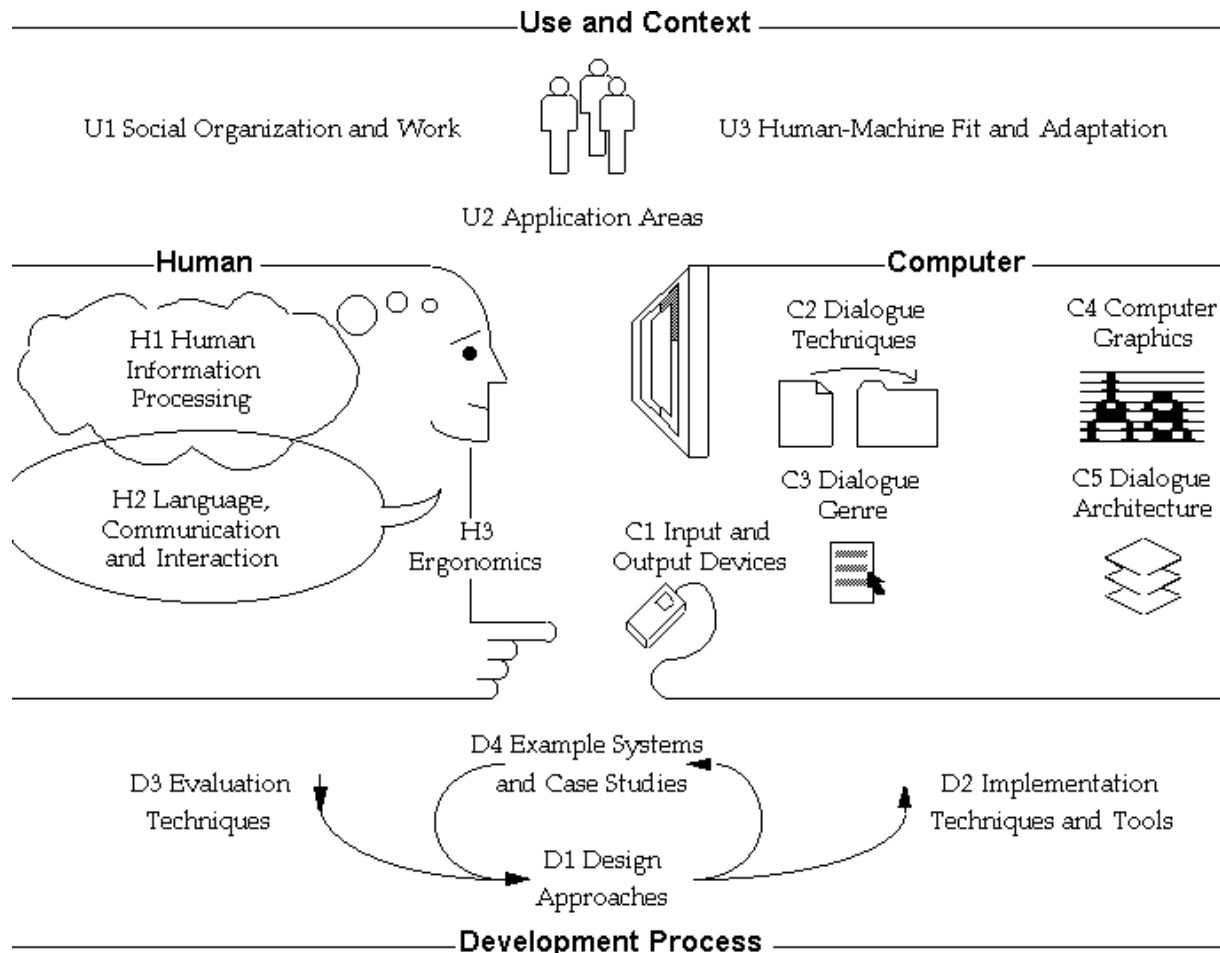 Use and Context
U1 Social Organization and Work
U3 Human-Machine Fit and Adaptation
U2 Application Areas
Human
H1 Human
Information
Processing
H2 Language,
Communication
and Interaction
H3
Ergonomics
Computer
C1 Input and
Output Devices
C2 Dialogue
Techniques
C3 Dialogue
Genre
C4 Computer
Graphics
C5 Dialogue
Architecture
D3 Evaluation
Techniques
D4 Example Systems
and Case Studies
D1 Design
Approaches
D2 Implementation
Techniques and Tools
Development Process